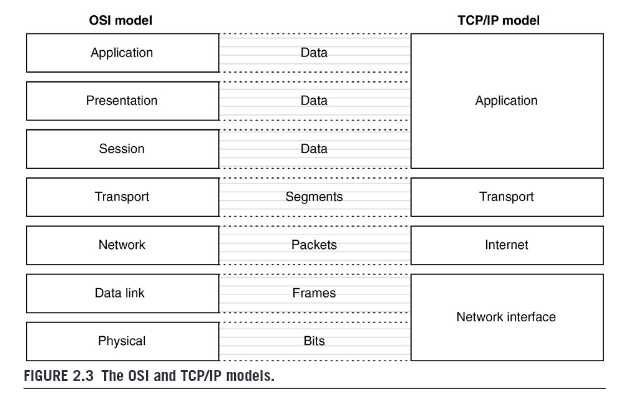 OSI model TCP/IP model
Application Data
Presentation Data Application
Session Data
Transport Segments Transport
Network Packets Internet
Data link Frames
Network interface
Physical Bits
FIGURE 2.3 The OSI and TCP/IP models.